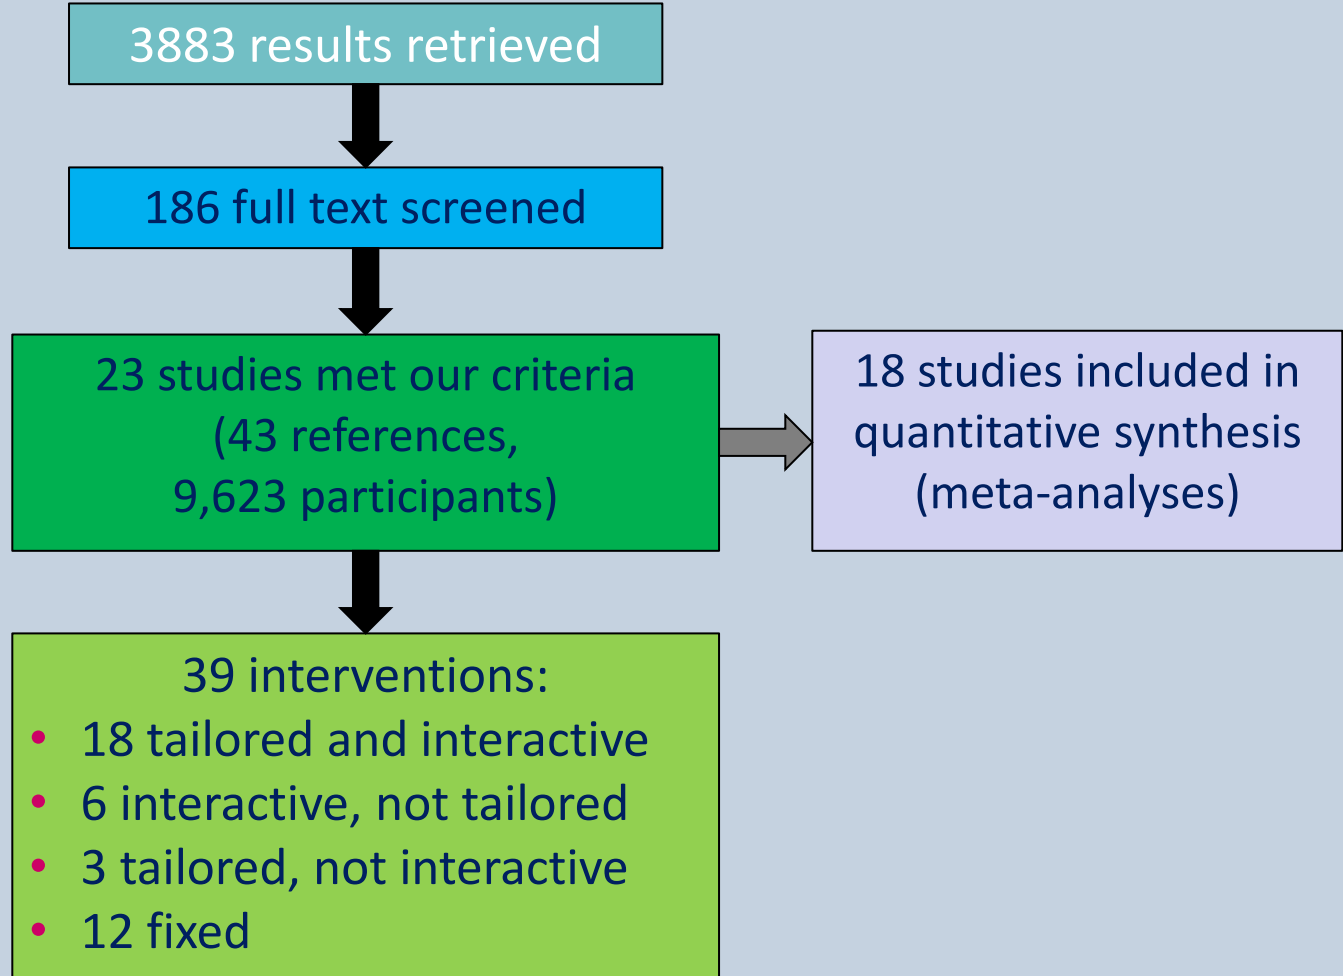 3883 results retrieved
186 full text screened
23 studies met our criteria
(43 references,
9,623 participants)
18 studies included in
quantitative synthesis
(meta-analyses)
39 interventions:
• 18 tailored and interactive
• 6 interactive, not tailored
• 3 tailored, not interactive
• 12 fixed